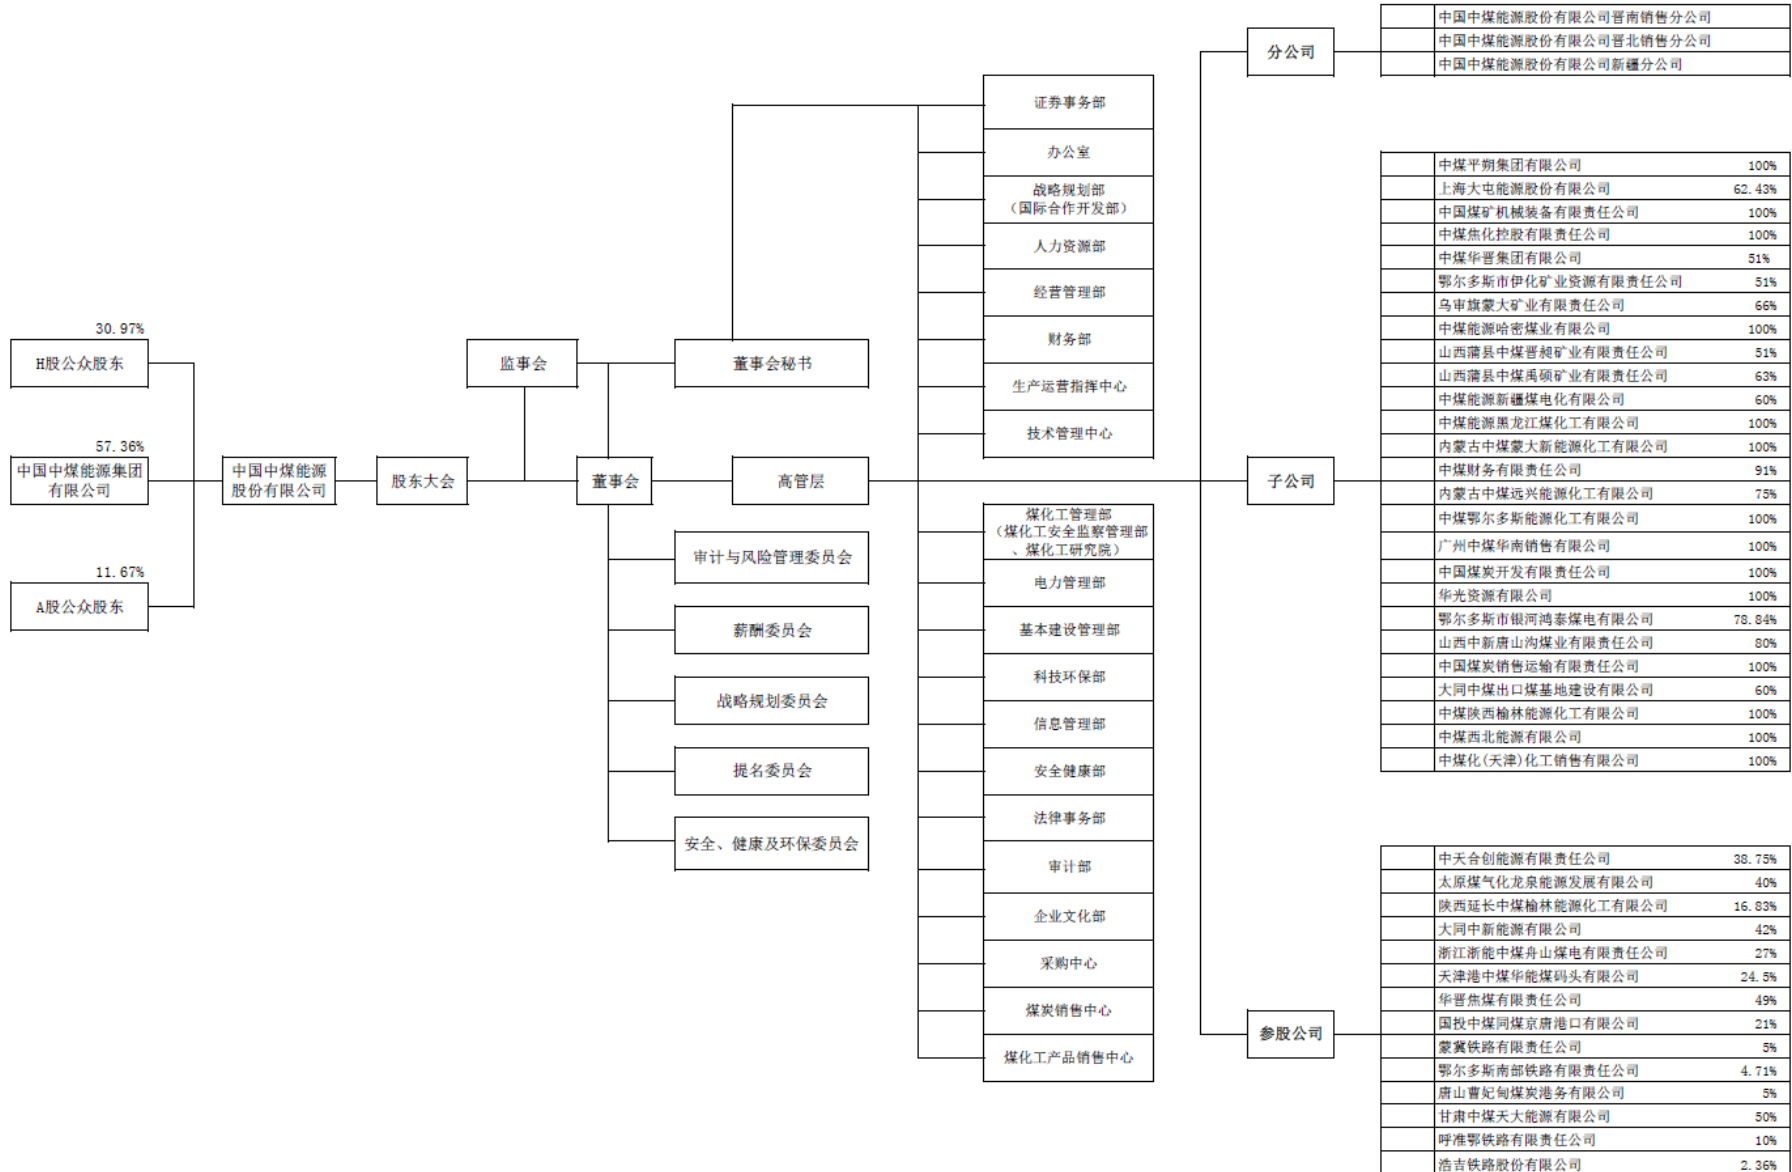 30.97%
H股公众股东
57.36%
中国中煤能源集团
有限公司
11.67%
A股公众股东
中国中煤能源
股份有限公司
股东大会
监事会
董事会
董事会秘书
高管层
审计与风险管理委员会
薪酬委员会
战略规划委员会
提名委员会
安全、健康及环保委员会
证券事务部
办公室
战略规划部
（国际合作开发部）
人力资源部
经营管理部
财务部
生产运营指挥中心
技术管理中心
煤化工管理部
（煤化工安全监察管理部
、煤化工研究院）
电力管理部
基本建设管理部
科技环保部
信息管理部
安全健康部
法律事务部
审计部
企业文化部
采购中心
煤炭销售中心
煤化工产品销售中心
分公司
中国中煤能源股份有限公司晋南销售分公司
中国中煤能源股份有限公司晋北销售分公司
中国中煤能源股份有限公司新疆分公司
子公司
中煤平朔集团有限公司 100%
上海大屯能源股份有限公司 62.43%
中国煤矿机械装备有限责任公司 100%
中煤焦化控股有限责任公司 100%
中煤华晋集团有限公司 51%
鄂尔多斯市伊化矿业资源有限责任公司 51%
乌审旗蒙大矿业有限责任公司 66%
中煤能源哈密煤业有限公司 100%
山西蒲县中煤晋昶矿业有限责任公司 51%
山西蒲县中煤禹硕矿业有限责任公司 63%
中煤能源新疆煤电化有限公司 60%
中煤能源黑龙江煤化工有限公司 100%
内蒙古中煤蒙大新能源化工有限公司 100%
中煤财务有限责任公司 91%
内蒙古中煤远兴能源化工有限公司 75%
中煤鄂尔多斯能源化工有限公司 100%
广州中煤华南销售有限公司 100%
中国煤炭开发有限责任公司 100%
华光资源有限公司 100%
鄂尔多斯市银河鸿泰煤电有限公司 78.84%
山西中新唐山沟煤业有限责任公司 80%
中国煤炭销售运输有限责任公司 100%
大同中煤出口煤基地建设有限公司 60%
中煤陕西榆林能源化工有限公司 100%
中煤西北能源有限公司 100%
中煤化(天津)化工销售有限公司 100%
参股公司
中天合创能源有限责任公司 38.75%
太原煤气化龙泉能源发展有限公司 40%
陕西延长中煤榆林能源化工有限公司 16.83%
大同中新能源有限公司 42%
浙江浙能中煤舟山煤电有限责任公司 27%
天津港中煤华能煤码头有限公司 24.5%
华晋焦煤有限责任公司 49%
国投中煤同煤京唐港口有限公司 21%
蒙冀铁路有限责任公司 5%
鄂尔多斯南部铁路有限责任公司 4.71%
唐山曹妃甸煤炭港务有限公司 5%
甘肃中煤天大能源有限公司 50%
呼准鄂铁路有限责任公司 10%
浩吉铁路股份有限公司 2.36%